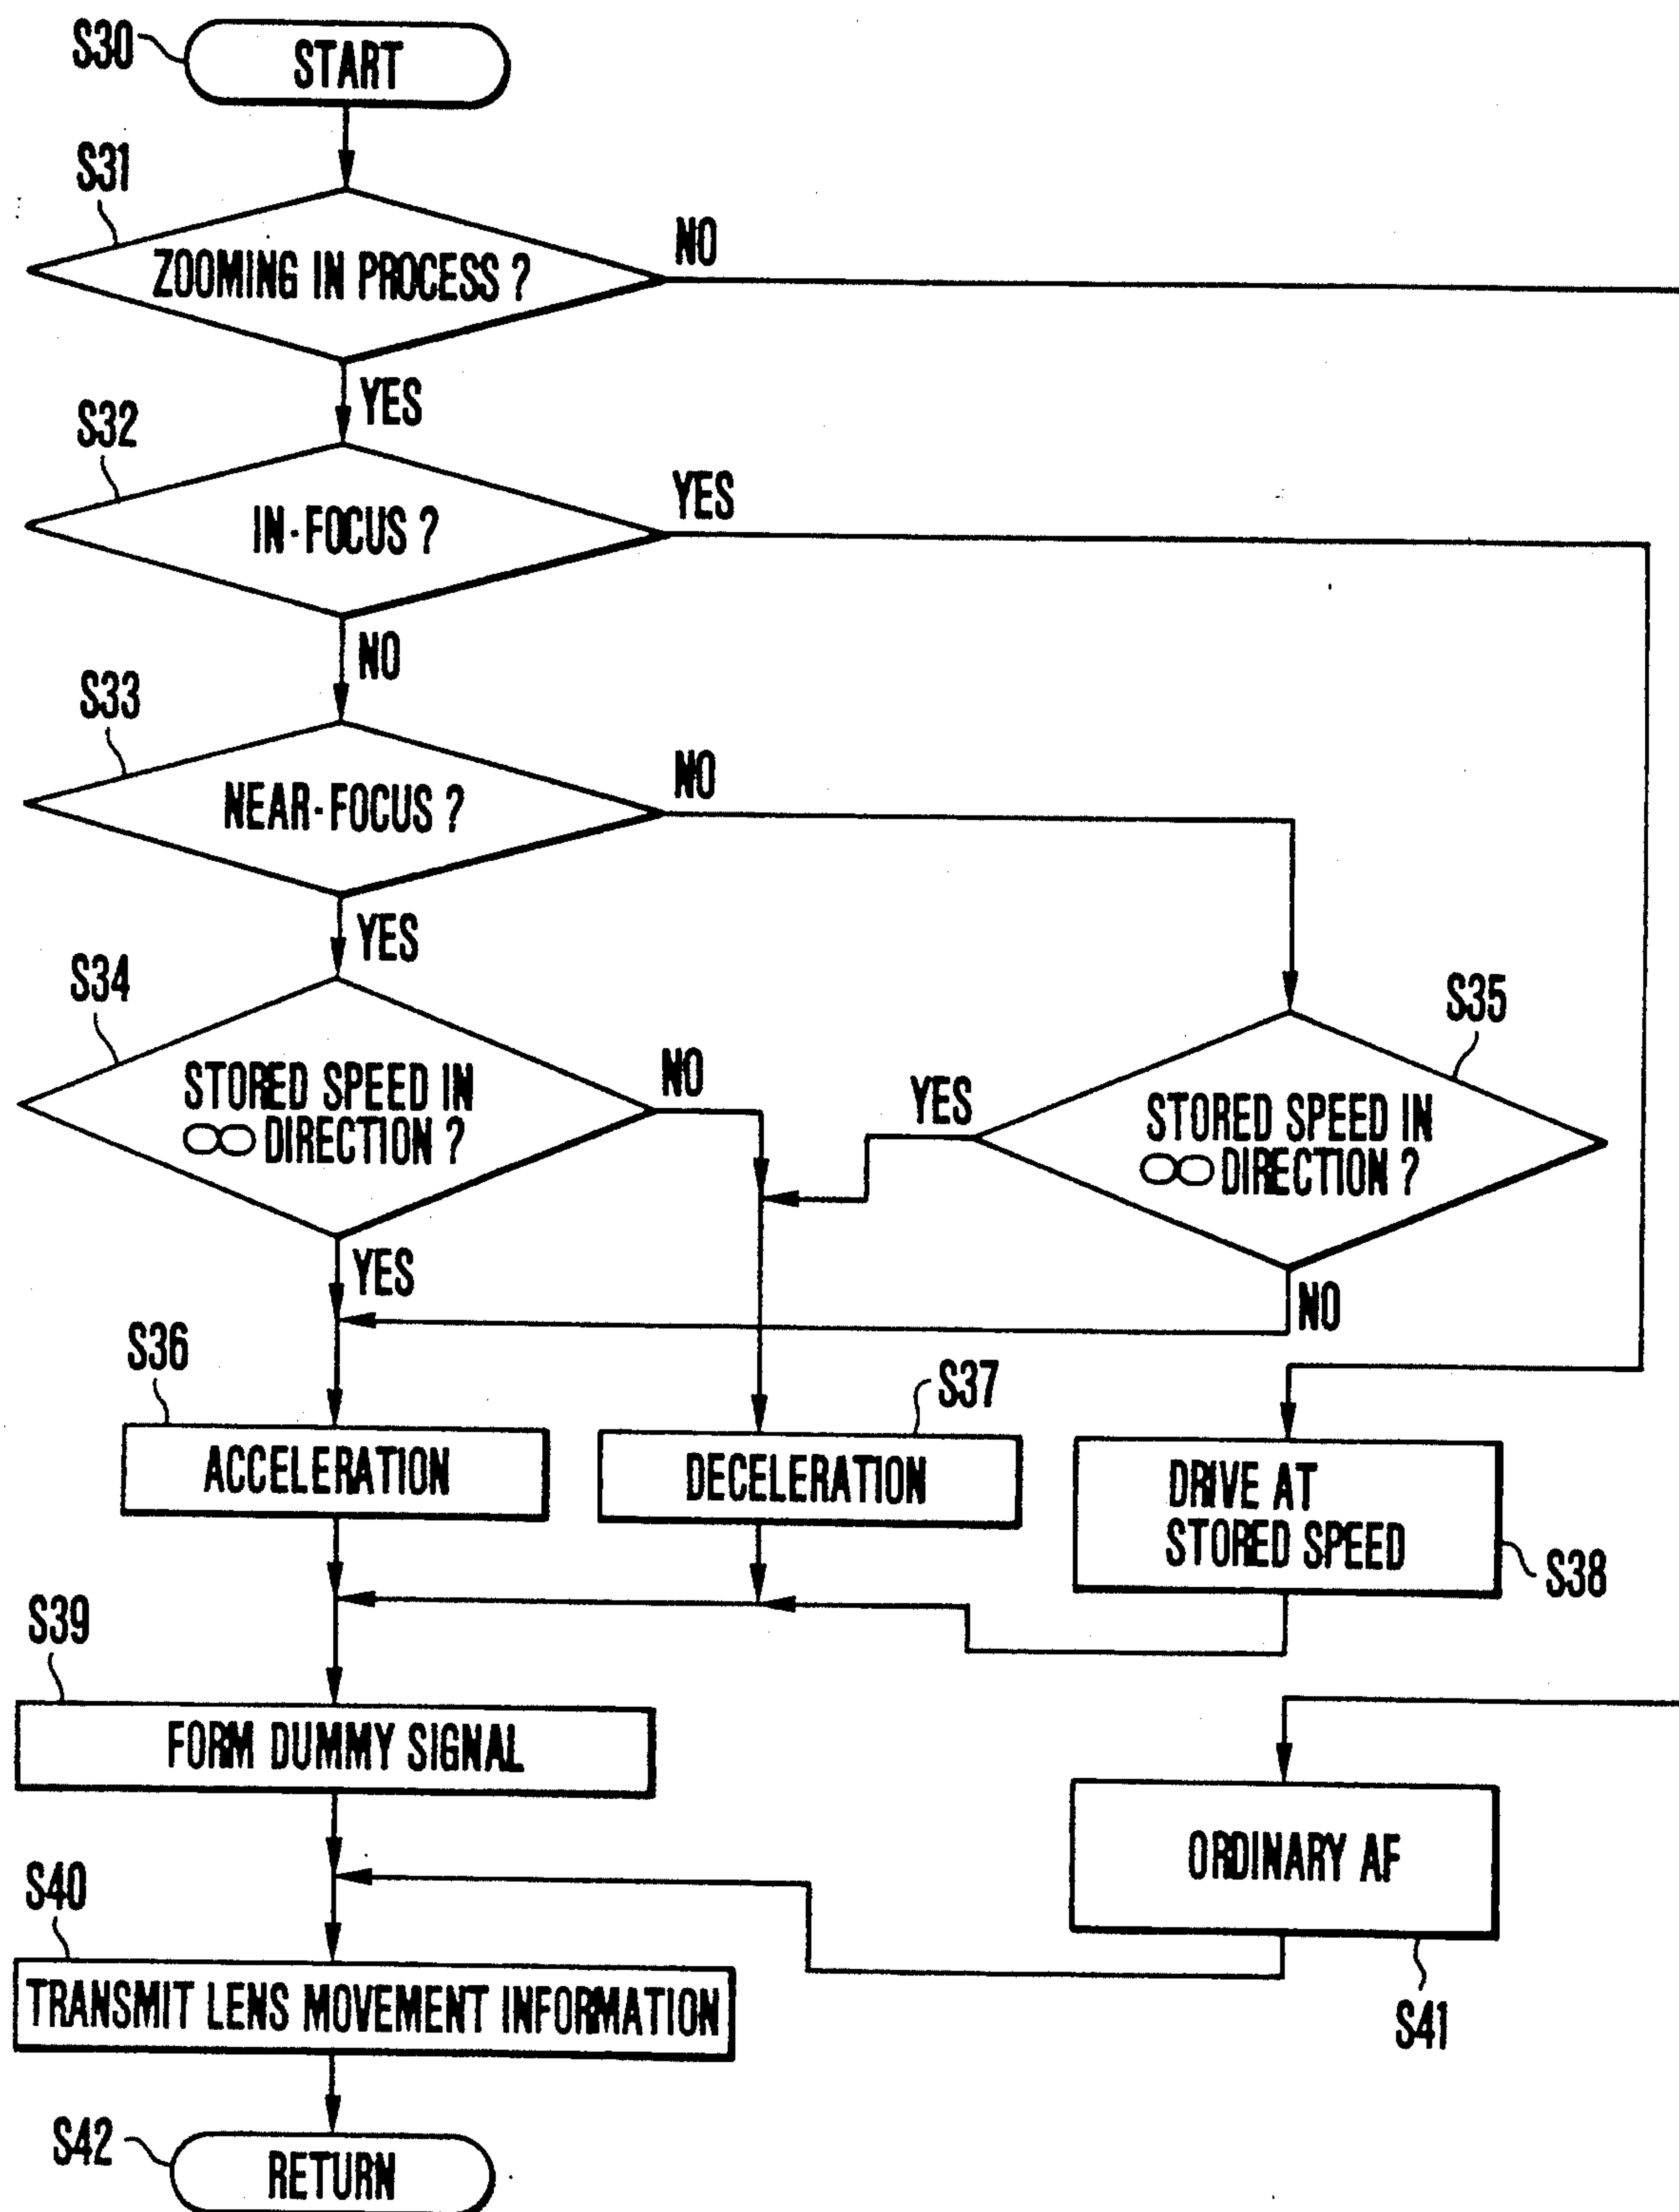 S30
START
S31
ZOOMING IN PROCESS ?
NO
YES
S32
IN-FOCUS ?
YES
NO
S33
NEAR-FOCUS ?
NO
YES
S34
STORED SPEED IN
∞ DIRECTION ?
NO
YES
S35
STORED SPEED IN
∞ DIRECTION ?
YES
NO
S36
ACCELERATION
S37
DECELERATION
DRIVE AT
STORED SPEED
S38
S39
FORM DUMMY SIGNAL
ORDINARY AF
S41
S40
TRANSMIT LENS MOVEMENT INFORMATION
S42
RETURN